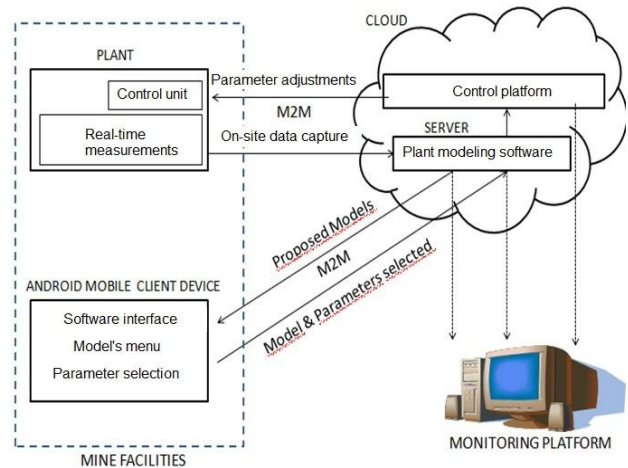 CLOUD
PLANT
Control unit
Real-time
measurements
Parameter adjustments
M2M
On-site data capture
Control platform
SERVER
Plant modeling software
Proposed Models
M2M
Model & Parameters selected
ANDROID MOBILE CLIENT DEVICE
Software interface
Model's menu
Parameter selection
MONITORING PLATFORM
MINE FACILITIES